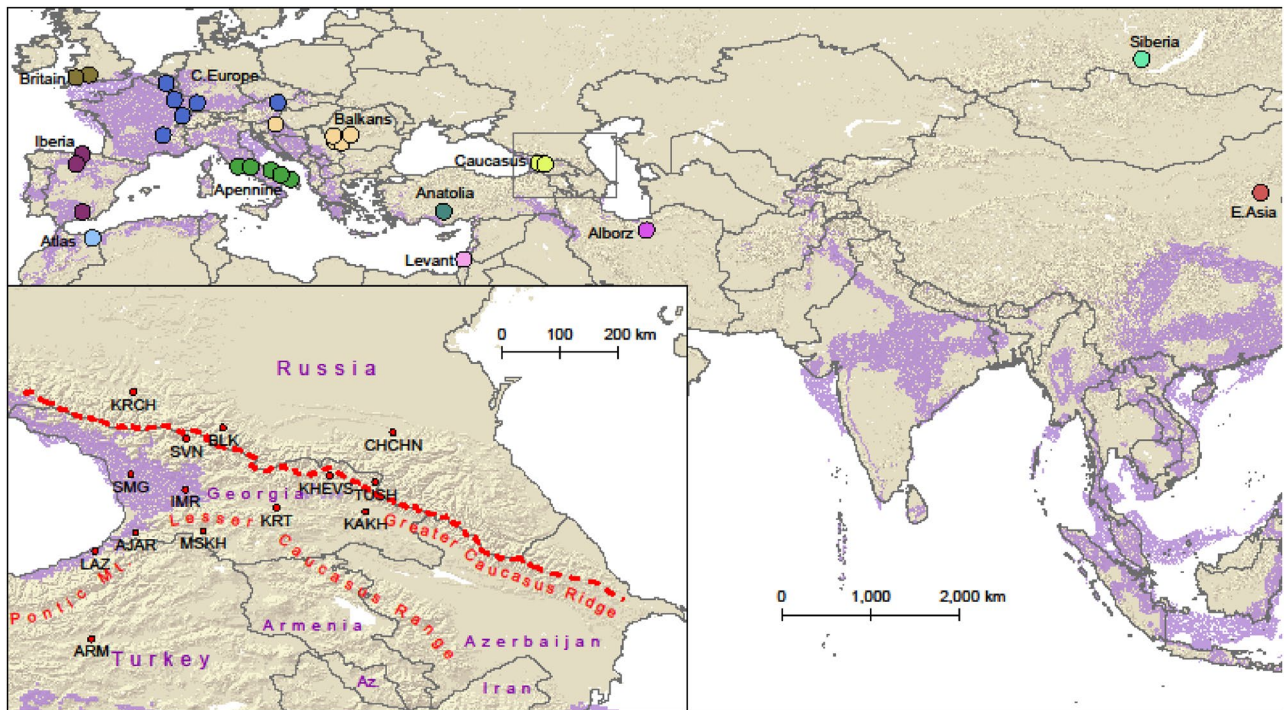 Siberia
Britain
C.Europe
Balkans
Iberia
Caucasus
Apennine
Anatolia
E.Asia
Atlas
Alborz
Levant
0 100 200 km
Russia
KRCH
BLK
SVN
CHCHN
SMG
IMR
Georgia
KHEVS
TUSH
KRT
KAKH
Lesser Caucasus Range
Greater Caucasus Ridge
AJAR
MSKH
LAZ
Pontic Mt.
Armenia
Azerbaijan
ARM
Turkey
Az.
Iran
0 1,000 2,000 km